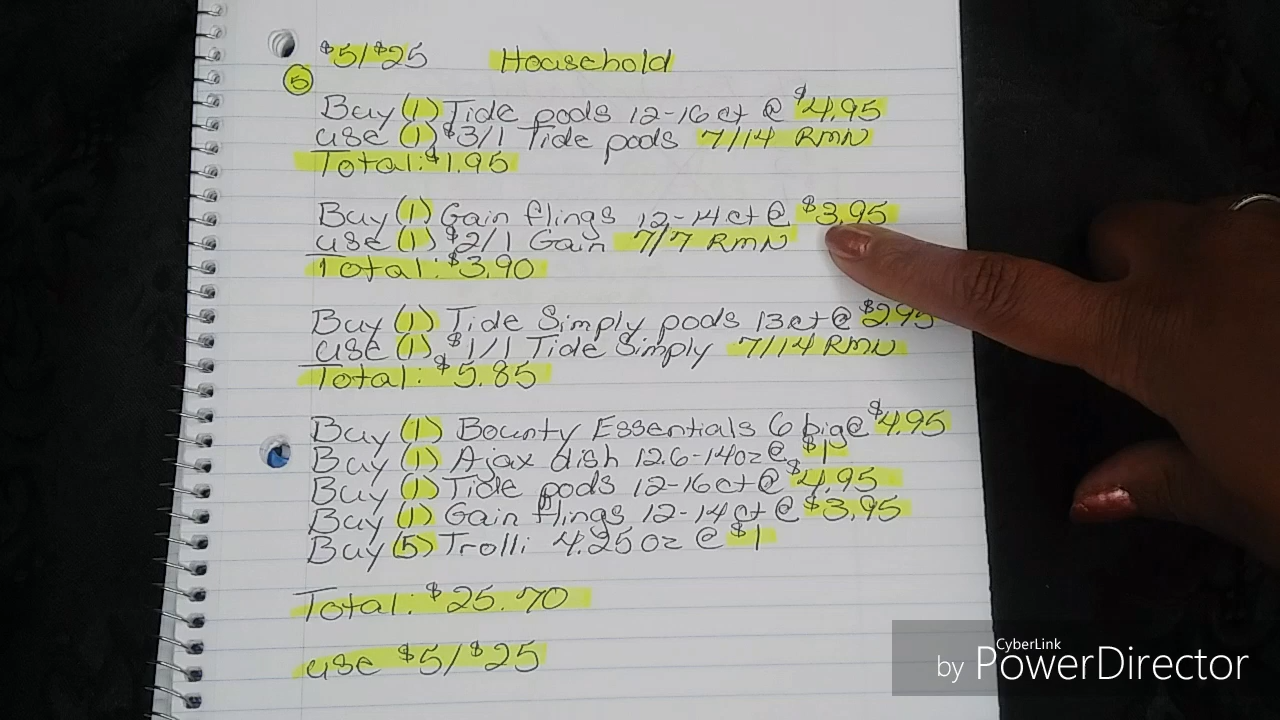 $5/$25 Household
5
Buy (1) Tide pods 12-16 ct @ $4.95
use (1) $3/1 Tide pods 7/14 RMN
Total: $1.95
Buy (1) Gain flings 12-14 ct @ $3.95
use (1) $2/1 Gain 7/7 RMN
Total: $3.90
Buy (1) Tide Simply pods 13 ct @ $2.95
use (1) $1/1 Tide Simply 7/14 RMN
Total: $5.85
Buy (1) Bounty Essentials 6 big @ $4.95
Buy (1) Ajax dish 12.6-14oz @ $1
Buy (1) Tide pods 12-16 ct @ $4.95
Buy (1) Gain flings 12-14 ct @ $3.95
Buy (5) Trolli 4.25 oz @ $1
Total: $25.70
use $5/$25
CyberLink
by PowerDirector